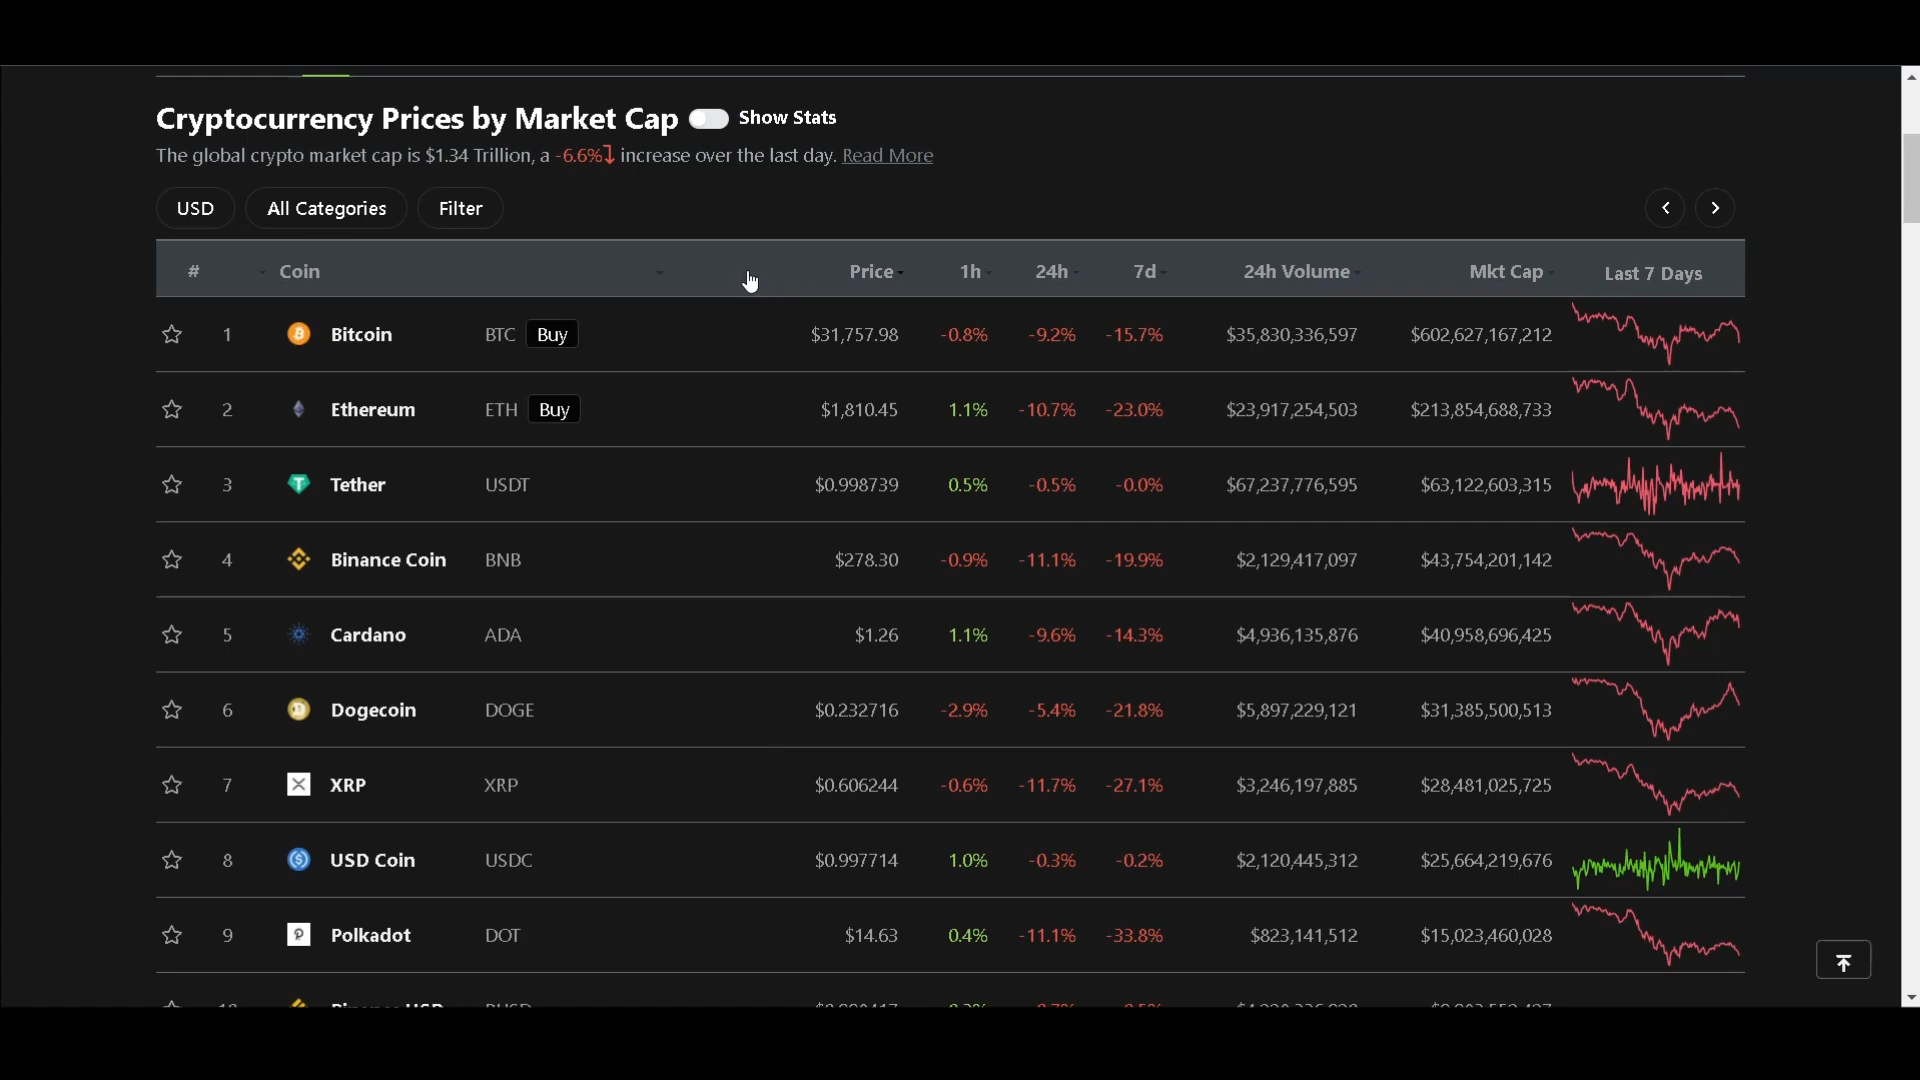 Cryptocurrency Prices by Market Cap Show Stats
The global crypto market cap is $1.34 Trillion, a -6.6% increase over the last day. Read More
USD All Categories Filter
# Coin Price 1h 24h 7d 24h Volume Mkt Cap Last 7 Days
1 Bitcoin BTC Buy $31,757.98 -0.8% -9.2% -15.7% $35,830,336,597 $602,627,167,212
2 Ethereum ETH Buy $1,810.45 1.1% -10.7% -23.0% $23,917,254,503 $213,854,688,733
3 Tether USDT $0.998739 0.5% -0.5% -0.0% $67,237,776,595 $63,122,603,315
4 Binance Coin BNB $278.30 -0.9% -11.1% -19.9% $2,129,417,097 $43,754,201,142
5 Cardano ADA $1.26 1.1% -9.6% -14.3% $4,936,135,876 $40,958,696,425
6 Dogecoin DOGE $0.232716 -2.9% -5.4% -21.8% $5,897,229,121 $31,385,500,513
7 XRP XRP $0.606244 -0.6% -11.7% -27.1% $3,246,197,885 $28,481,025,725
8 USD Coin USDC $0.997714 1.0% -0.3% -0.2% $2,120,445,312 $25,664,219,676
9 Polkadot DOT $14.63 0.4% -11.1% -33.8% $823,141,512 $15,023,460,028